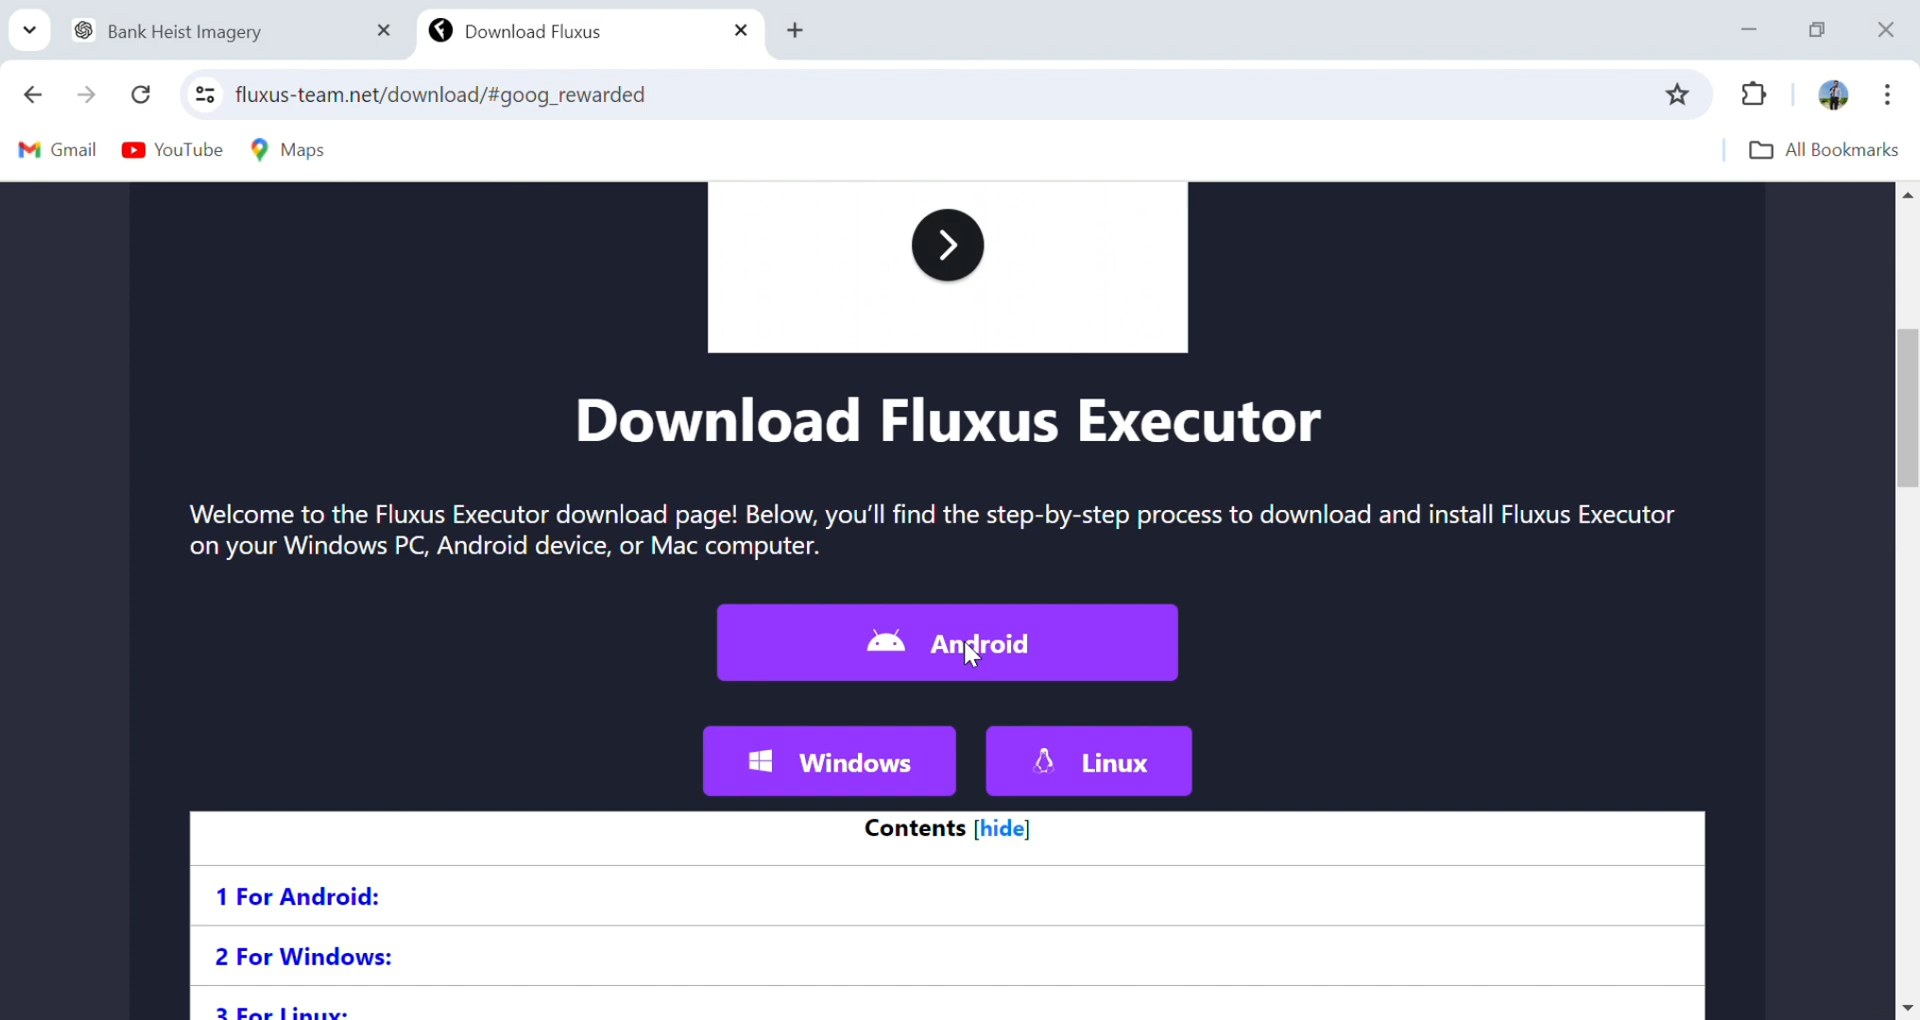 Bank Heist Imagery
Download Fluxus
fluxus-team.net/download/#goog_rewarded
Gmail
YouTube
Maps
All Bookmarks
Download Fluxus Executor
Welcome to the Fluxus Executor download page! Below, you'll find the step-by-step process to download and install Fluxus Executor
on your Windows PC, Android device, or Mac computer.
Android
Windows
Linux
Contents [hide]
1 For Android:
2 For Windows:
3 For Linux: